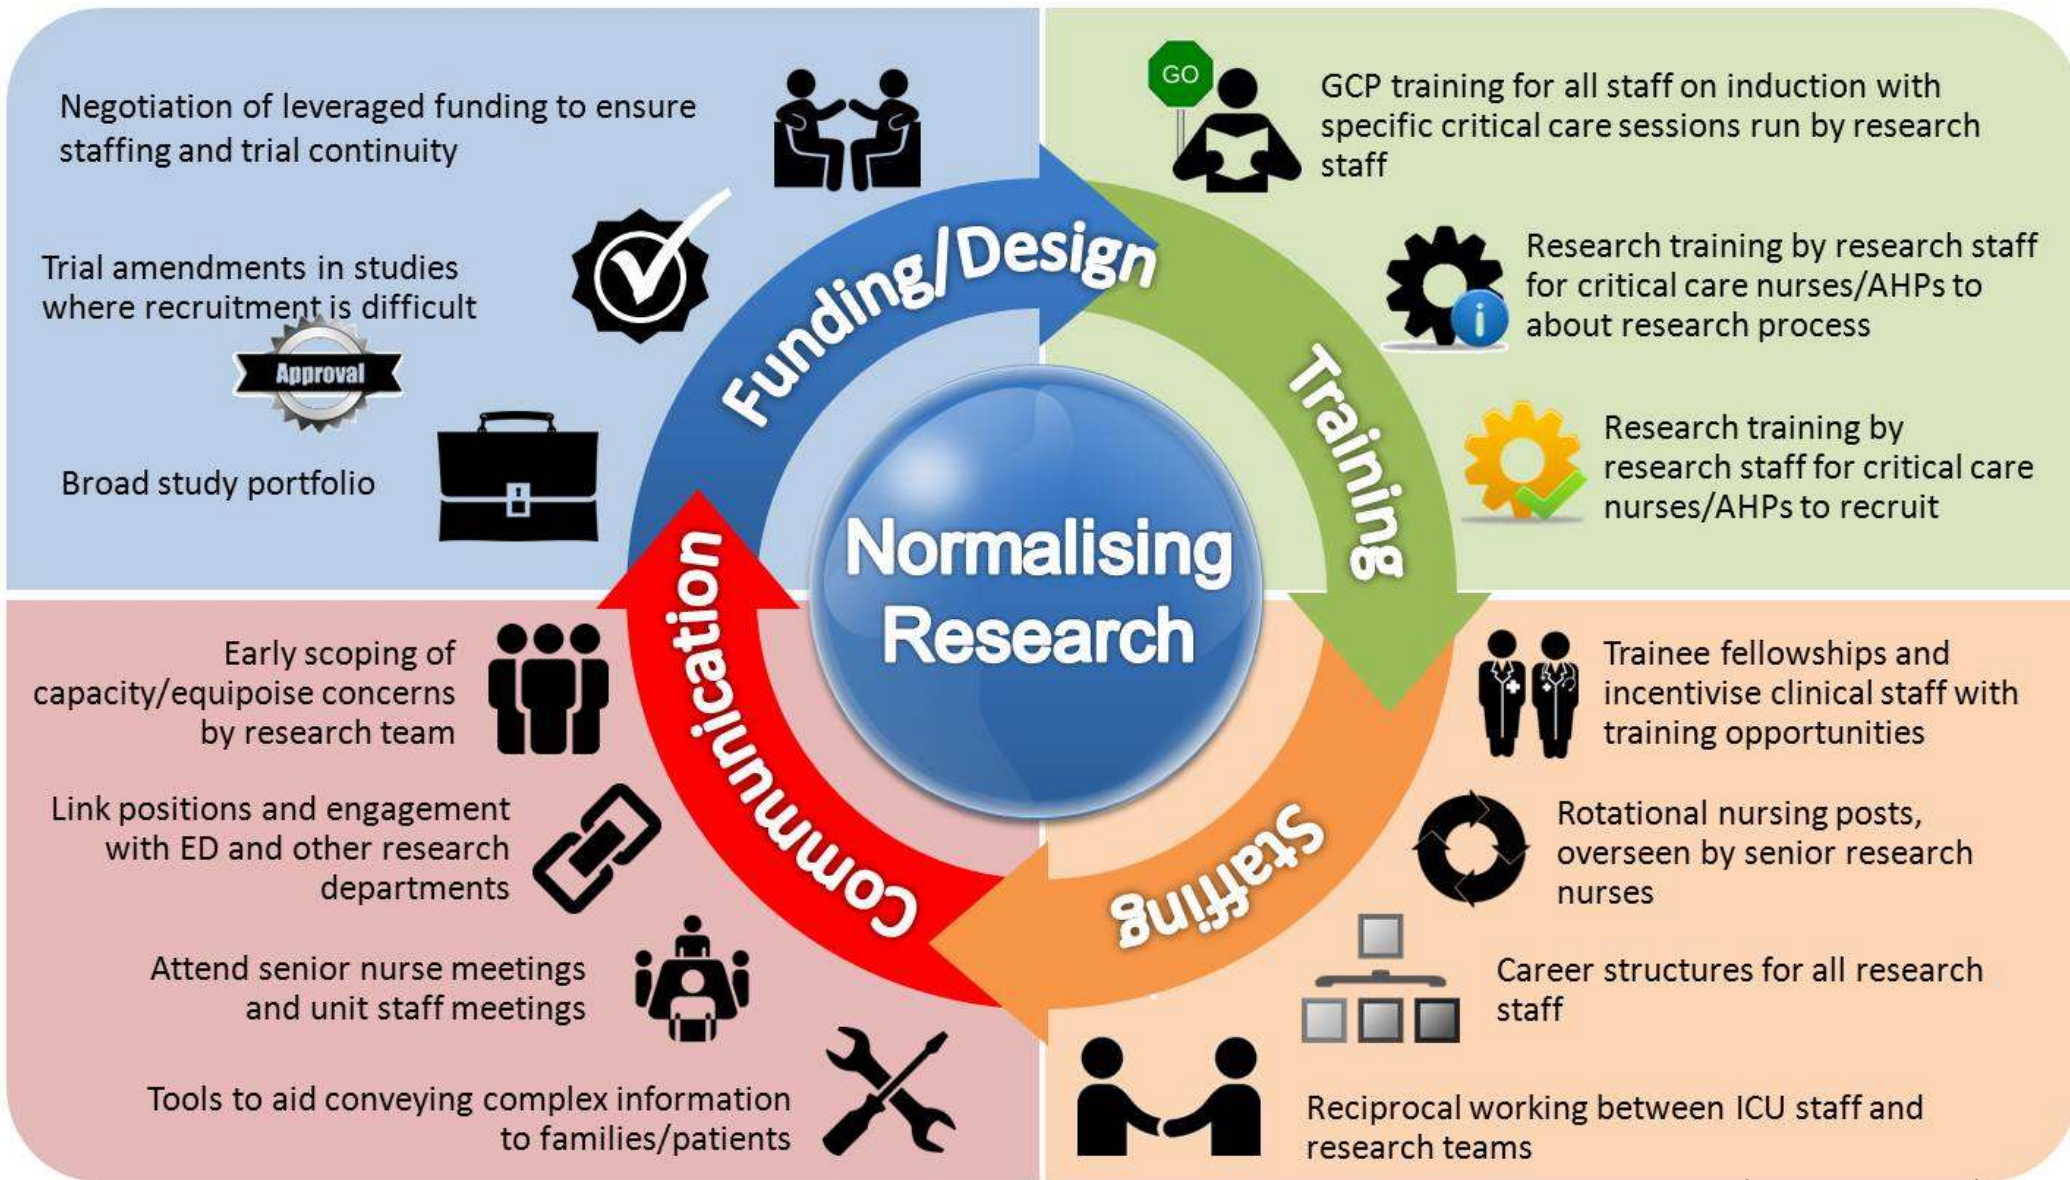 Negotiation of leveraged funding to ensure
staffing and trial continuity
Trial amendments in studies
where recruitment is difficult
Approval
Broad study portfolio
Funding/Design
GO
GCP training for all staff on induction with
specific critical care sessions run by research
staff
Research training by research staff
for critical care nurses/AHPs to
about research process
i
Research training by
research staff for critical care
nurses/AHPs to recruit
Training
Normalising
Research
Communication
Early scoping of
capacity/equipoise concerns
by research team
Link positions and engagement
with ED and other research
departments
Attend senior nurse meetings
and unit staff meetings
Tools to aid conveying complex information
to families/patients
Staffing
Trainee fellowships and
incentivise clinical staff with
training opportunities
Rotational nursing posts,
overseen by senior research
nurses
Career structures for all research
staff
Reciprocal working between ICU staff and
research teams